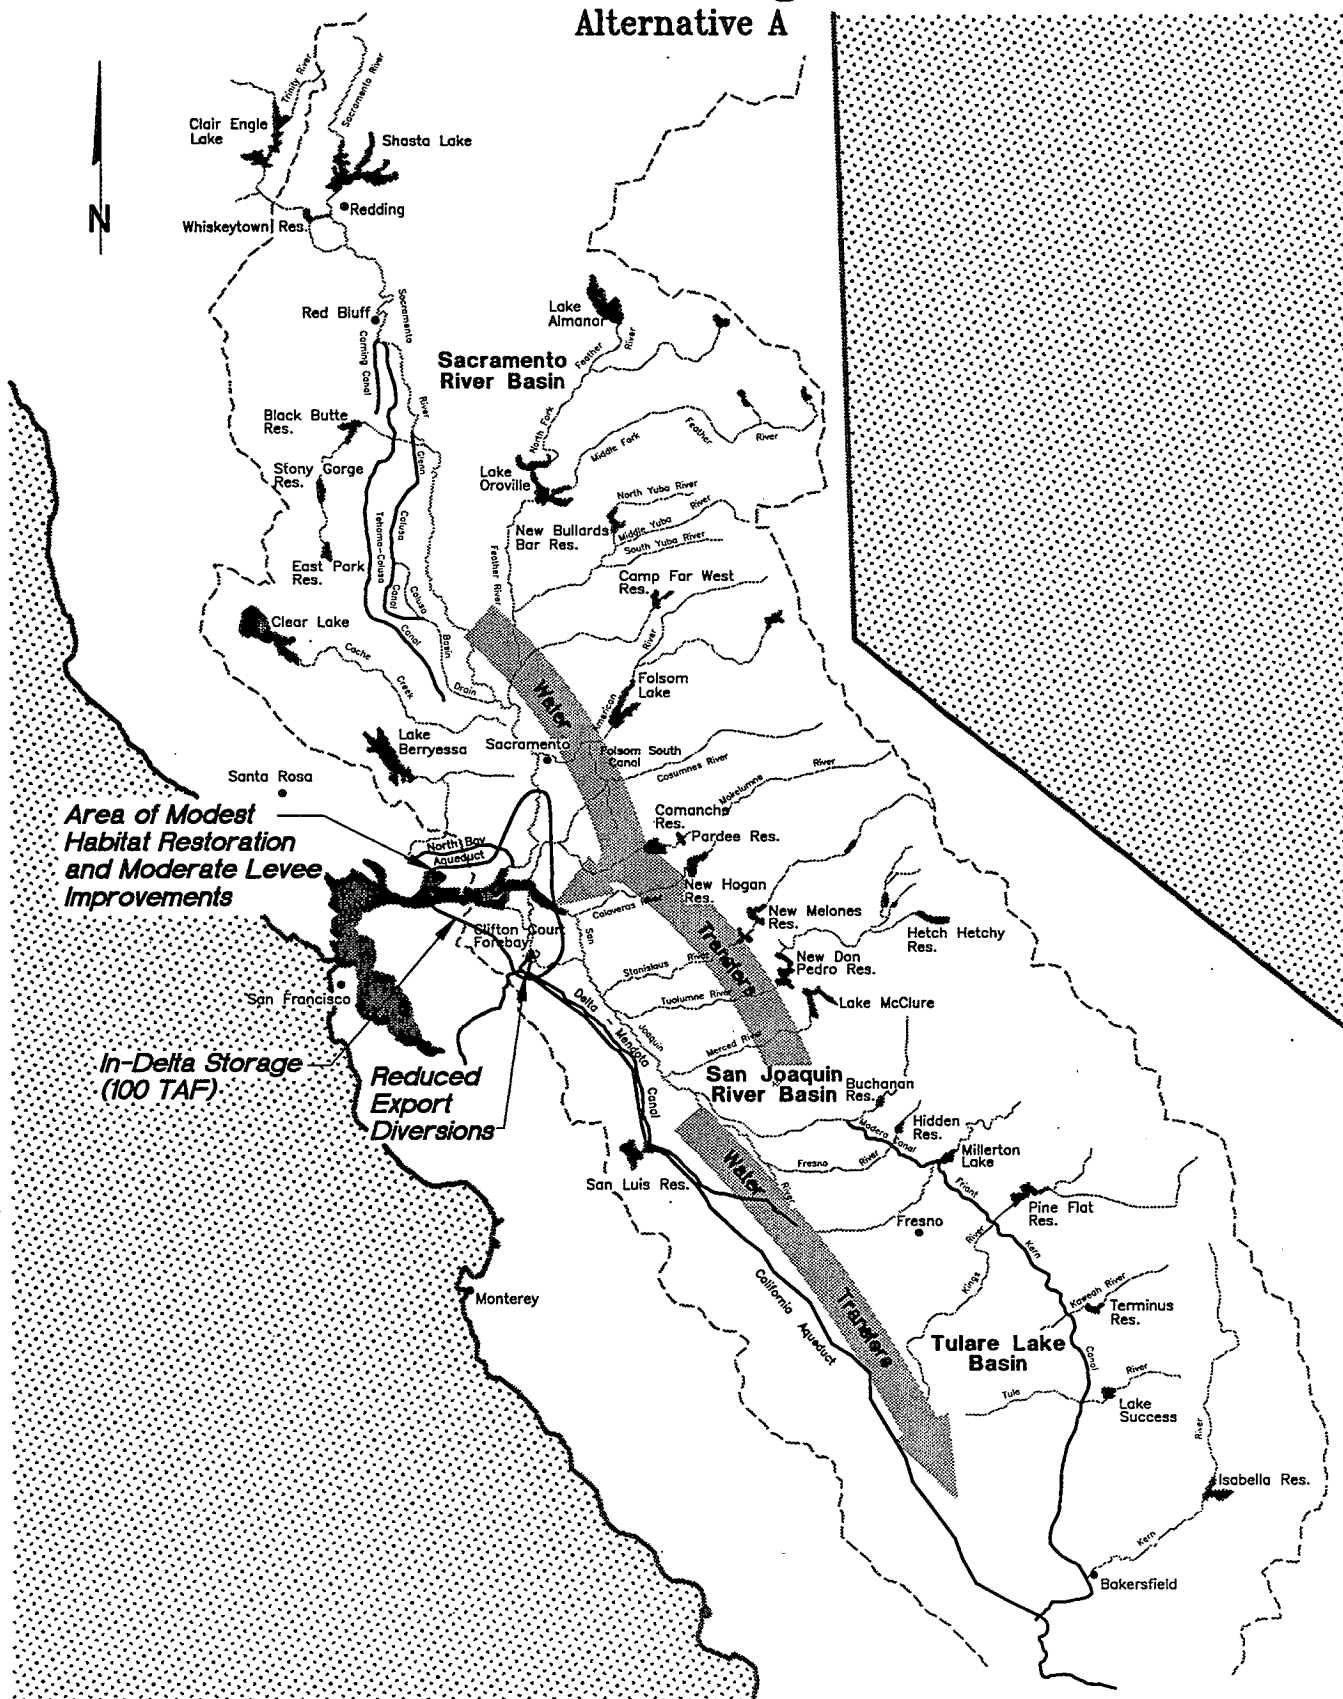 Alternative A
Trinity River
Sacramento River
Clair Engle
Lake
Shasta Lake
N
Redding
Whiskeytown Res.
Red Bluff
Sacramento
River
Corning Canal
Lake
Almanor
Feather
River
North Fork
Sacramento
River Basin
Black Butte
Res.
Glenn
Colusa
Canal
Middle Fork
Feather
River
Stony Gorge
Res.
Lake
Oroville
North Yuba River
New Bullards
Bar Res.
Middle Yuba
River
South Yuba River
Tehama-Colusa
Canal
East Park
Res.
Feather River
Camp Far West
Res.
River
American
Colusa
Basin
Drain
Clear Lake
Cache
Creek
Folsom
Lake
Water
Lake
Berryessa
Sacramento
Folsom South
Canal
Cosumnes River
Mokelumne
River
Santa Rosa
Area of Modest
Habitat Restoration
and Moderate Levee
Improvements
North Bay
Aqueduct
Comanche
Res.
Pardee Res.
New Hogan
Res.
Calaveras River
Clifton Court
Forebay
San
Joaquin
River
New Melones
Res.
Hetch Hetchy
Res.
Transfers
Stanislaus River
New Don
Pedro Res.
Tuolumne River
Lake McClure
San Francisco
Delta - Mendota
Canal
Merced River
In-Delta Storage
(100 TAF)
Reduced
Export
Diversions
San Joaquin
River Basin
Buchanan
Res.
Hidden
Res.
Madera Canal
Millerton
Lake
Fresno River
San Luis Res.
Water
Friant
Kern
Canal
Pine Flat
Res.
Fresno
Kings
River
Monterey
California
Aqueduct
Kaweah River
Terminus
Res.
Transfers
Tulare Lake
Basin
Tule
River
Lake
Success
River
Isabella Res.
Kern
Bakersfield